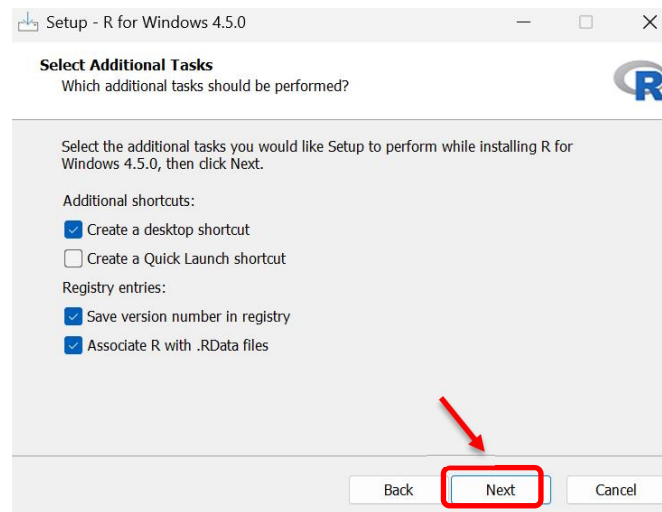 Setup - R for Windows 4.5.0
Select Additional Tasks
Which additional tasks should be performed?
R
Select the additional tasks you would like Setup to perform while installing R for
Windows 4.5.0, then click Next.
Additional shortcuts:
Create a desktop shortcut
Create a Quick Launch shortcut
Registry entries:
Save version number in registry
Associate R with .RData files
Back Next Cancel